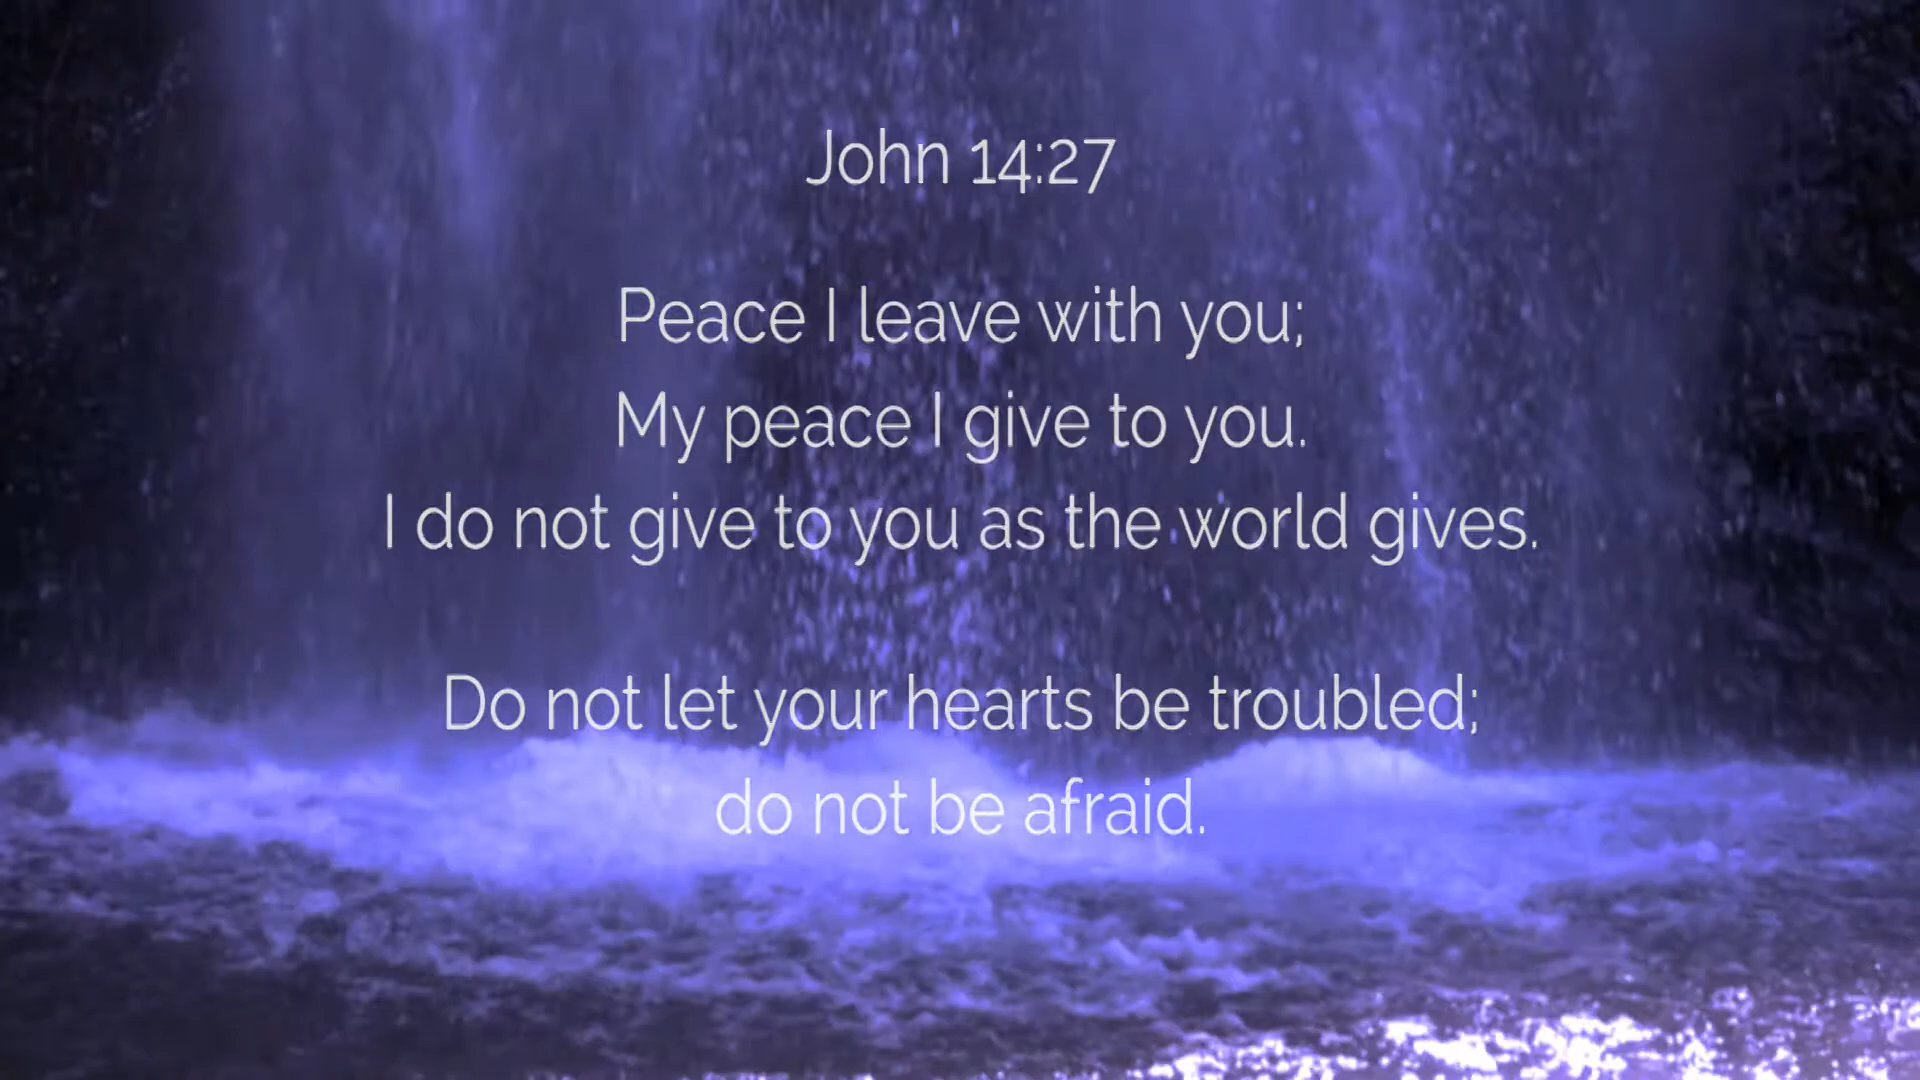 John 14:27
Peace I leave with you;
My peace I give to you.
I do not give to you as the world gives.
Do not let your hearts be troubled;
do not be afraid.